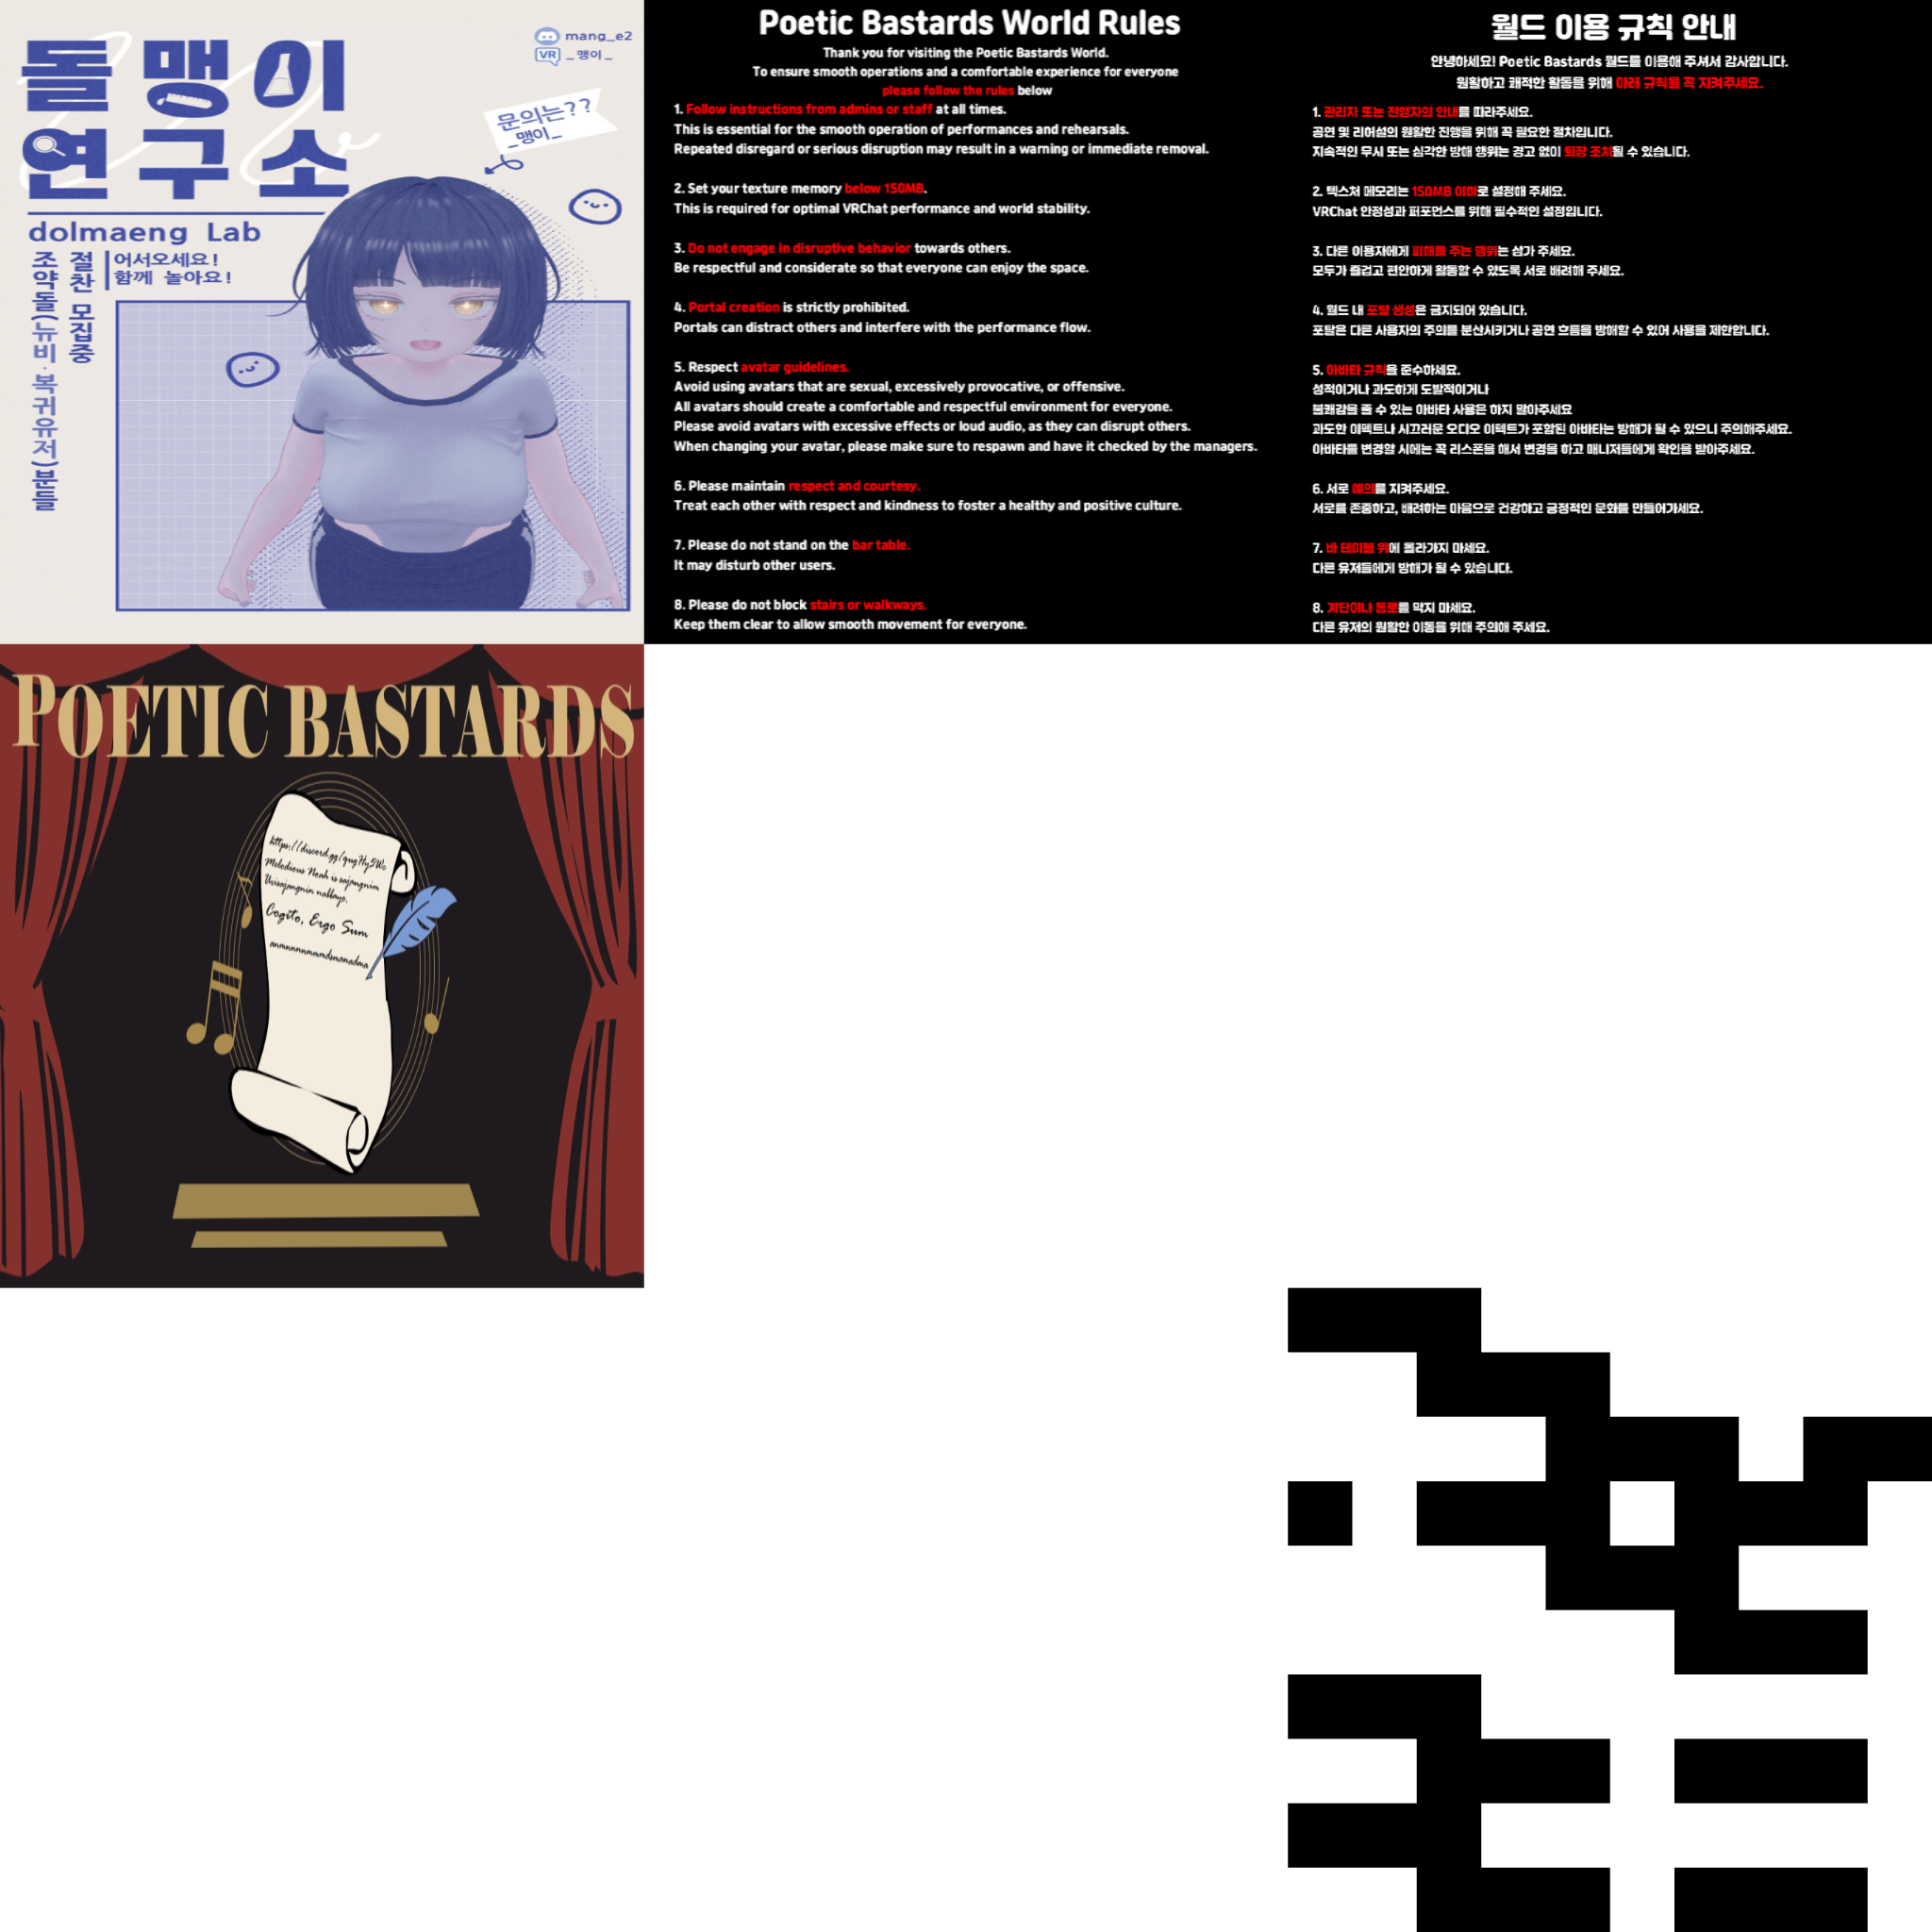 돌맹이
연구소
mang_e2
VR _맹이_
문의는??
_맹이_
dolmaeng Lab
어서오세요!
함께 놀아요!
절찬 모집중
조약돌(뉴비·복귀유저)분들
Poetic Bastards World Rules
Thank you for visiting the Poetic Bastards World.
To ensure smooth operations and a comfortable experience for everyone
please follow the rules below
1. Follow instructions from admins or staff at all times.
This is essential for the smooth operation of performances and rehearsals.
Repeated disregard or serious disruption may result in a warning or immediate removal.
2. Set your texture memory below 150MB.
This is required for optimal VRChat performance and world stability.
3. Do not engage in disruptive behavior towards others.
Be respectful and considerate so that everyone can enjoy the space.
4. Portal creation is strictly prohibited.
Portals can distract others and interfere with the performance flow.
5. Respect avatar guidelines.
Avoid using avatars that are sexual, excessively provocative, or offensive.
All avatars should create a comfortable and respectful environment for everyone.
Please avoid avatars with excessive effects or loud audio, as they can disrupt others.
When changing your avatar, please make sure to respawn and have it checked by the managers.
6. Please maintain respect and courtesy.
Treat each other with respect and kindness to foster a healthy and positive culture.
7. Please do not stand on the bar table.
It may disturb other users.
8. Please do not block stairs or walkways.
Keep them clear to allow smooth movement for everyone.
월드 이용 규칙 안내
안녕하세요! Poetic Bastards 월드를 이용해 주셔서 감사합니다.
원활하고 쾌적한 활동을 위해 아래 규칙을 꼭 지켜주세요.
1. 관리자 또는 진행자의 안내를 따라주세요.
공연 및 리허설의 원활한 진행을 위해 꼭 필요한 절차입니다.
지속적인 무시 또는 심각한 방해 행위는 경고 없이 퇴장 조치될 수 있습니다.
2. 텍스처 메모리는 150MB 이하로 설정해 주세요.
VRChat 안정성과 퍼포먼스를 위해 필수적인 설정입니다.
3. 다른 이용자에게 피해를 주는 행위는 삼가 주세요.
모두가 즐겁고 편안하게 활동할 수 있도록 서로 배려해 주세요.
4. 월드 내 포탈 생성은 금지되어 있습니다.
포탈은 다른 사용자의 주의를 분산시키거나 공연 흐름을 방해할 수 있어 사용을 제한합니다.
5. 아바타 규칙을 준수하세요.
성적이거나 과도하게 도발적이거나
불쾌감을 줄 수 있는 아바타 사용은 하지 말아주세요
과도한 이펙트나 시끄러운 오디오 이펙트가 포함된 아바타는 방해가 될 수 있으니 주의해주세요.
아바타를 변경할 시에는 꼭 리스폰을 해서 변경을 하고 매니저들에게 확인을 받아주세요.
6. 서로 예의를 지켜주세요.
서로를 존중하고, 배려하는 마음으로 건강하고 긍정적인 문화를 만들어가세요.
7. 바 테이블 위에 올라가지 마세요.
다른 유저들에게 방해가 될 수 있습니다.
8. 계단이나 통로를 막지 마세요.
다른 유저의 원활한 이동을 위해 주의해 주세요.
POETIC BASTARDS
Melodious Noah is sajangnim
Urisajangnim nabbayo.
Cogito, Ergo Sum